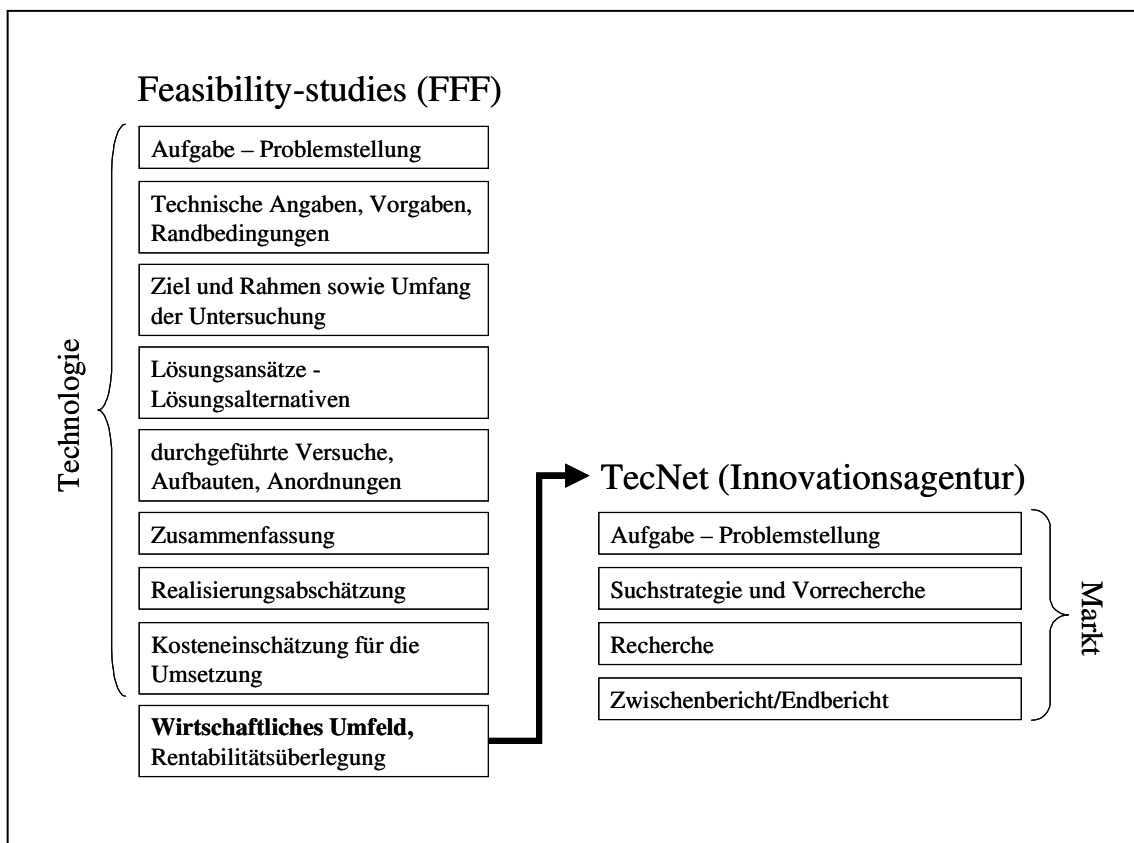 Feasibility-studies (FFF)
Technologie
Aufgabe – Problemstellung
Technische Angaben, Vorgaben,
Randbedingungen
Ziel und Rahmen sowie Umfang
der Untersuchung
Lösungsansätze -
Lösungsalternativen
durchgeführte Versuche,
Aufbauten, Anordnungen
Zusammenfassung
Realisierungsabschätzung
Kosteneinschätzung für die
Umsetzung
Wirtschaftliches Umfeld,
Rentabilitätsüberlegung
TecNet (Innovationsagentur)
Aufgabe – Problemstellung
Suchstrategie und Vorrecherche
Recherche
Zwischenbericht/Endbericht
Markt